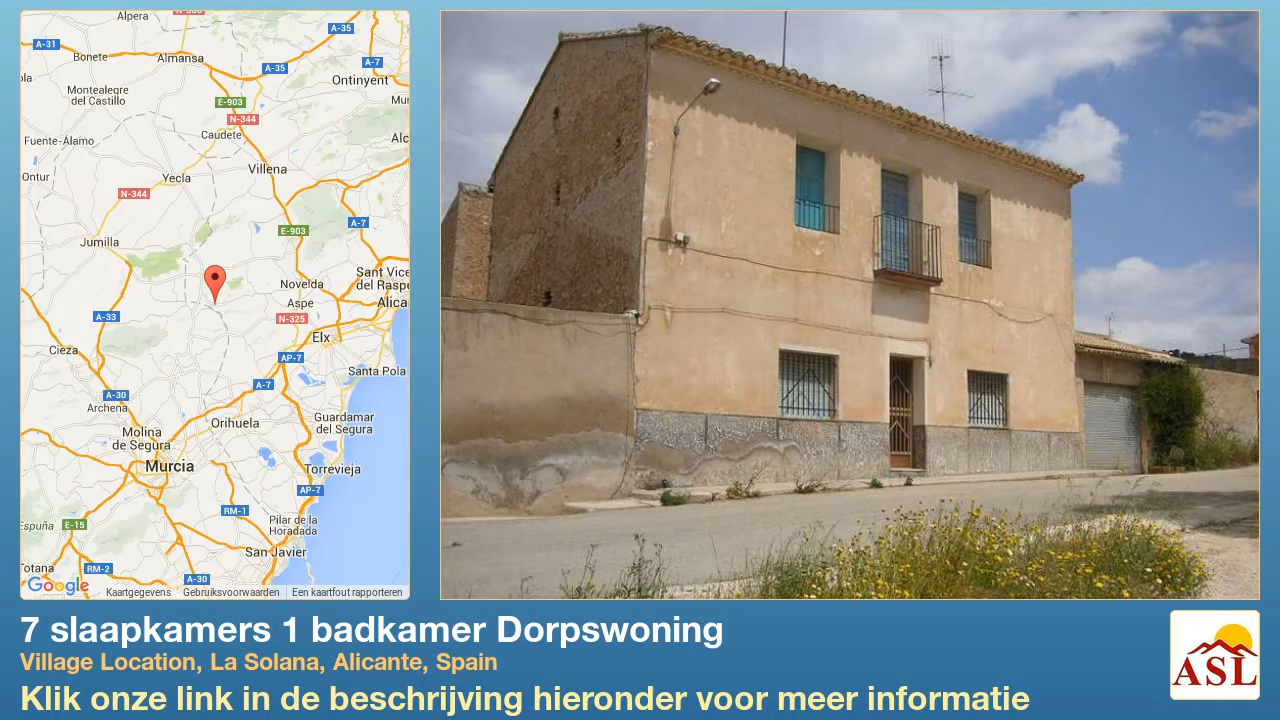 Alpera
A-35
A-31
Bonete
Almansa
A-35
A-7
Ontinyent
Montealegre
del Castillo
E-903
N-344
Caudete
Fuente-Álamo
Ontur
Yecla
Villena
N-344
A-7
E-903
Jumilla
Sant Vice
del Raspe
Novelda
Aspe
Alica
A-33
N-325
Elx
Cieza
AP-7
Santa Pola
A-7
A-30
Archena
Guardamar
del Segura
Orihuela
Molina
de Segura
Murcia
Torrevieja
AP-7
RM-1
Espuña
E-15
Pilar de la
Horadada
San Javier
Totana
RM-2
A-30
Google
Kaartgegevens Gebruiksvoorwaarden Een kaartfout rapporteren
7 slaapkamers 1 badkamer Dorpswoning
Village Location, La Solana, Alicante, Spain
Klik onze link in de beschrijving hieronder voor meer informatie
ASL